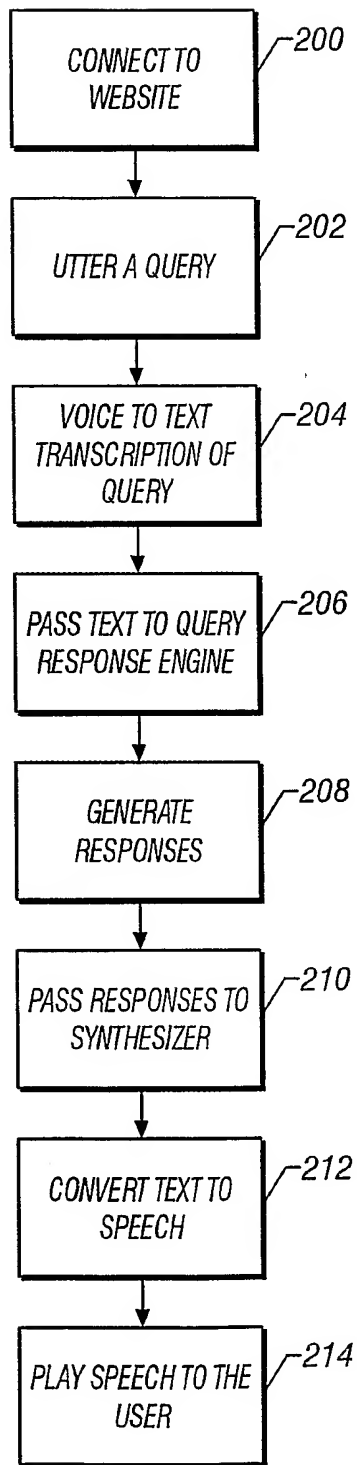 CONNECT TO
WEBSITE
200
UTTER A QUERY
202
VOICE TO TEXT
TRANSCRIPTION OF
QUERY
204
PASS TEXT TO QUERY
RESPONSE ENGINE
206
GENERATE
RESPONSES
208
PASS RESPONSES TO
SYNTHESIZER
210
CONVERT TEXT TO
SPEECH
212
PLAY SPEECH TO THE
USER
214